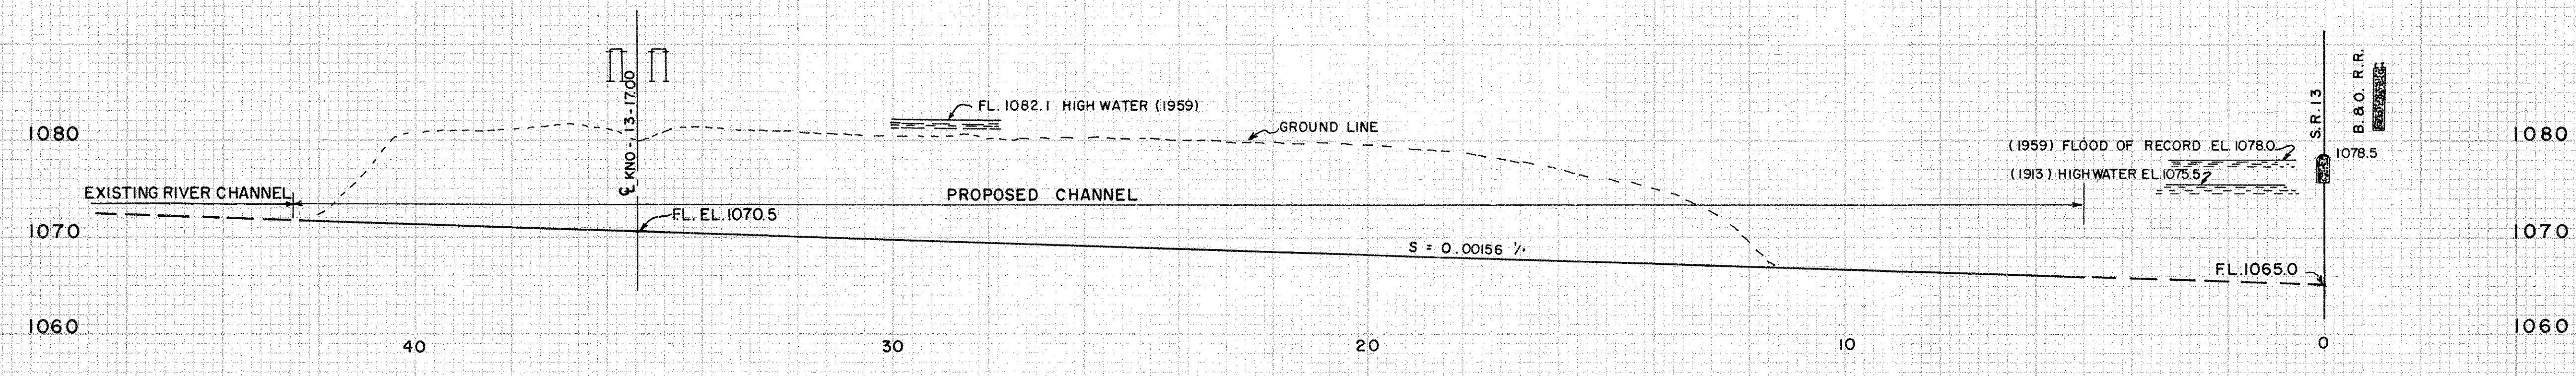 1080
1070
1060
EXISTING RIVER CHANNEL
℄ KNO-13-17.00
FL. EL. 1070.5
FL. 1082.1 HIGH WATER (1959)
GROUND LINE
PROPOSED CHANNEL
S = 0.00156 '/'
(1959) FLOOD OF RECORD EL. 1078.0
(1913) HIGH WATER EL. 1075.5
S.R. 13
B. & O. R.R.
1078.5
FL. 1065.0
1080
1070
1060
40
30
20
10
0